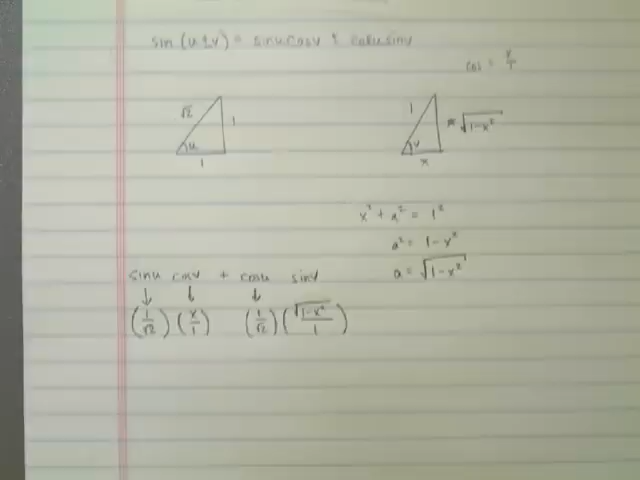 sin (u ± v) = sinu cosv ± cosu sinv
cos = x/1
√2 1 u 1
1 √1-x² v x
x² + a² = 1²
a² = 1-x²
a = √1-x²
sinu cosv + cosu sinv
↓ ↓ ↓
(1/√2) (x/1) (1/√2) (√1-x²/1)